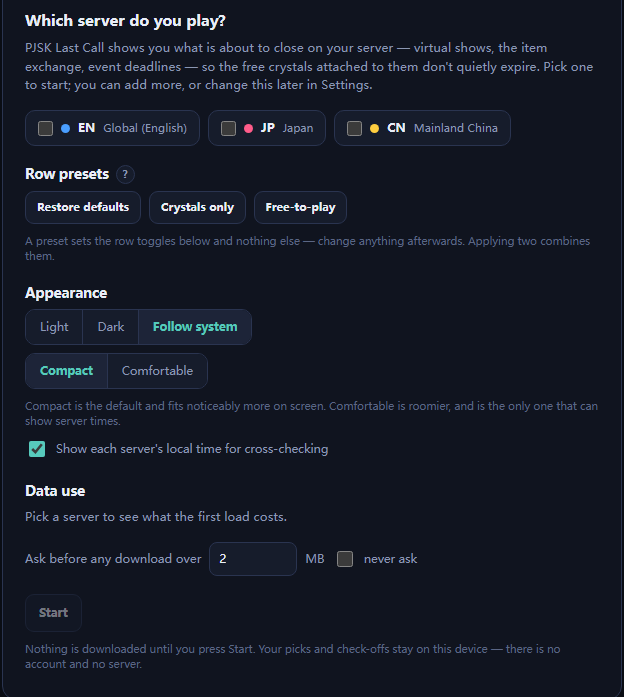 Which server do you play?
PJSK Last Call shows you what is about to close on your server — virtual shows, the item
exchange, event deadlines — so the free crystals attached to them don't quietly expire. Pick one
to start; you can add more, or change this later in Settings.
EN Global (English) JP Japan CN Mainland China
Row presets ?
Restore defaults Crystals only Free-to-play
A preset sets the row toggles below and nothing else — change anything afterwards. Applying two combines
them.
Appearance
Light Dark Follow system
Compact Comfortable
Compact is the default and fits noticeably more on screen. Comfortable is roomier, and is the only one that can
show server times.
Show each server's local time for cross-checking
Data use
Pick a server to see what the first load costs.
Ask before any download over 2 MB never ask
Start
Nothing is downloaded until you press Start. Your picks and check-offs stay on this device — there is no
account and no server.